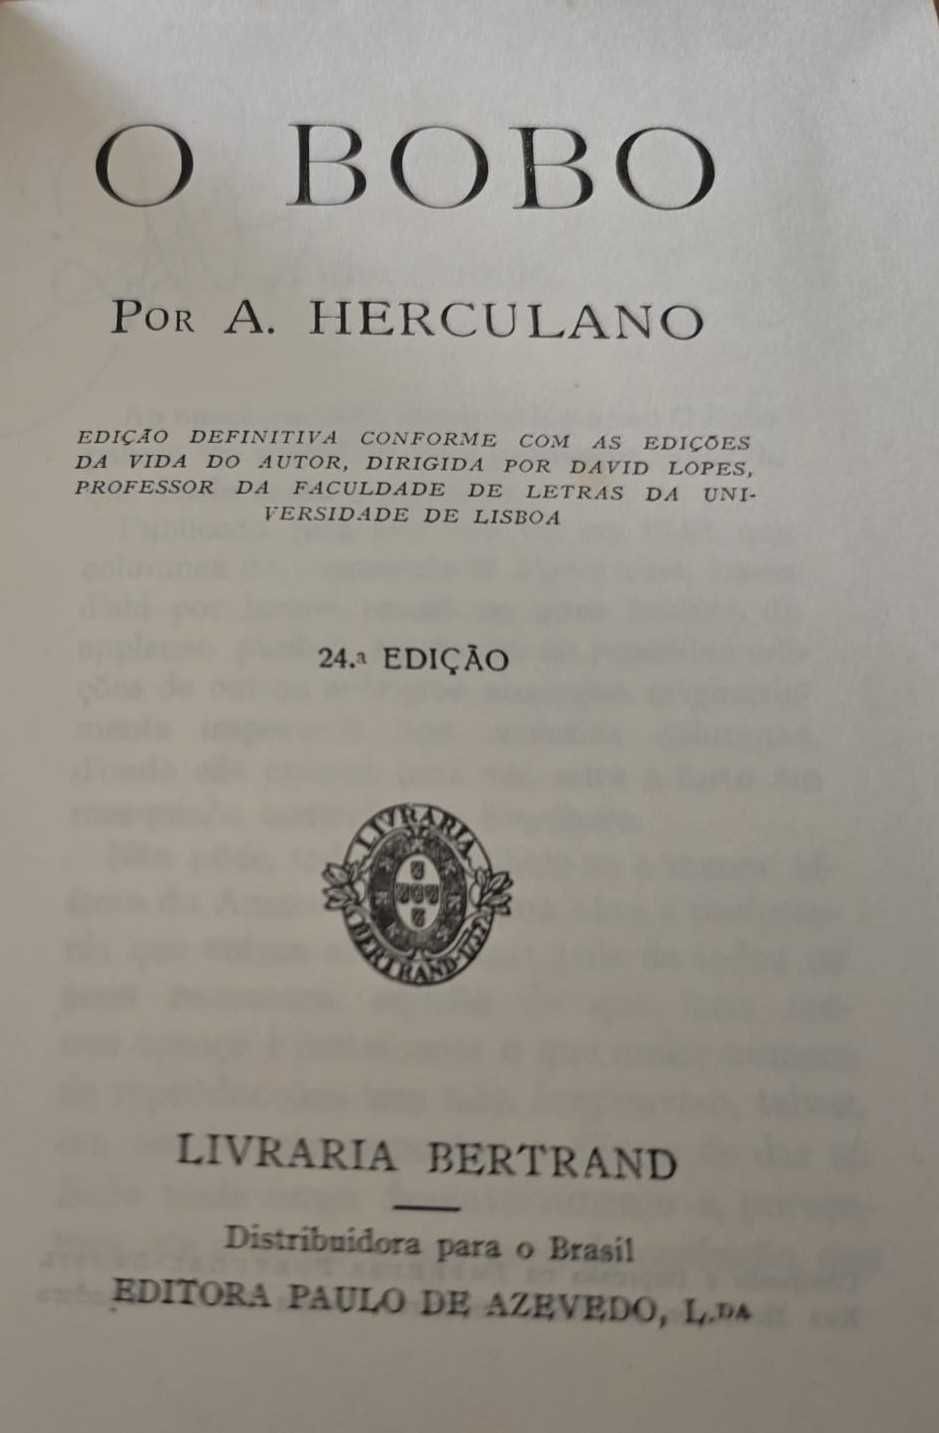 O BOBO
POR A. HERCULANO
EDIÇÃO DEFINITIVA CONFORME COM AS EDIÇÕES
DA VIDA DO AUTOR, DIRIGIDA POR DAVID LOPES,
PROFESSOR DA FACULDADE DE LETRAS DA UNI-
VERSIDADE DE LISBOA
24.ª EDIÇÃO
LIVRARIA
BERTRAND·1732
LIVRARIA BERTRAND
Distribuidora para o Brasil
EDITORA PAULO DE AZEVEDO, L.DA